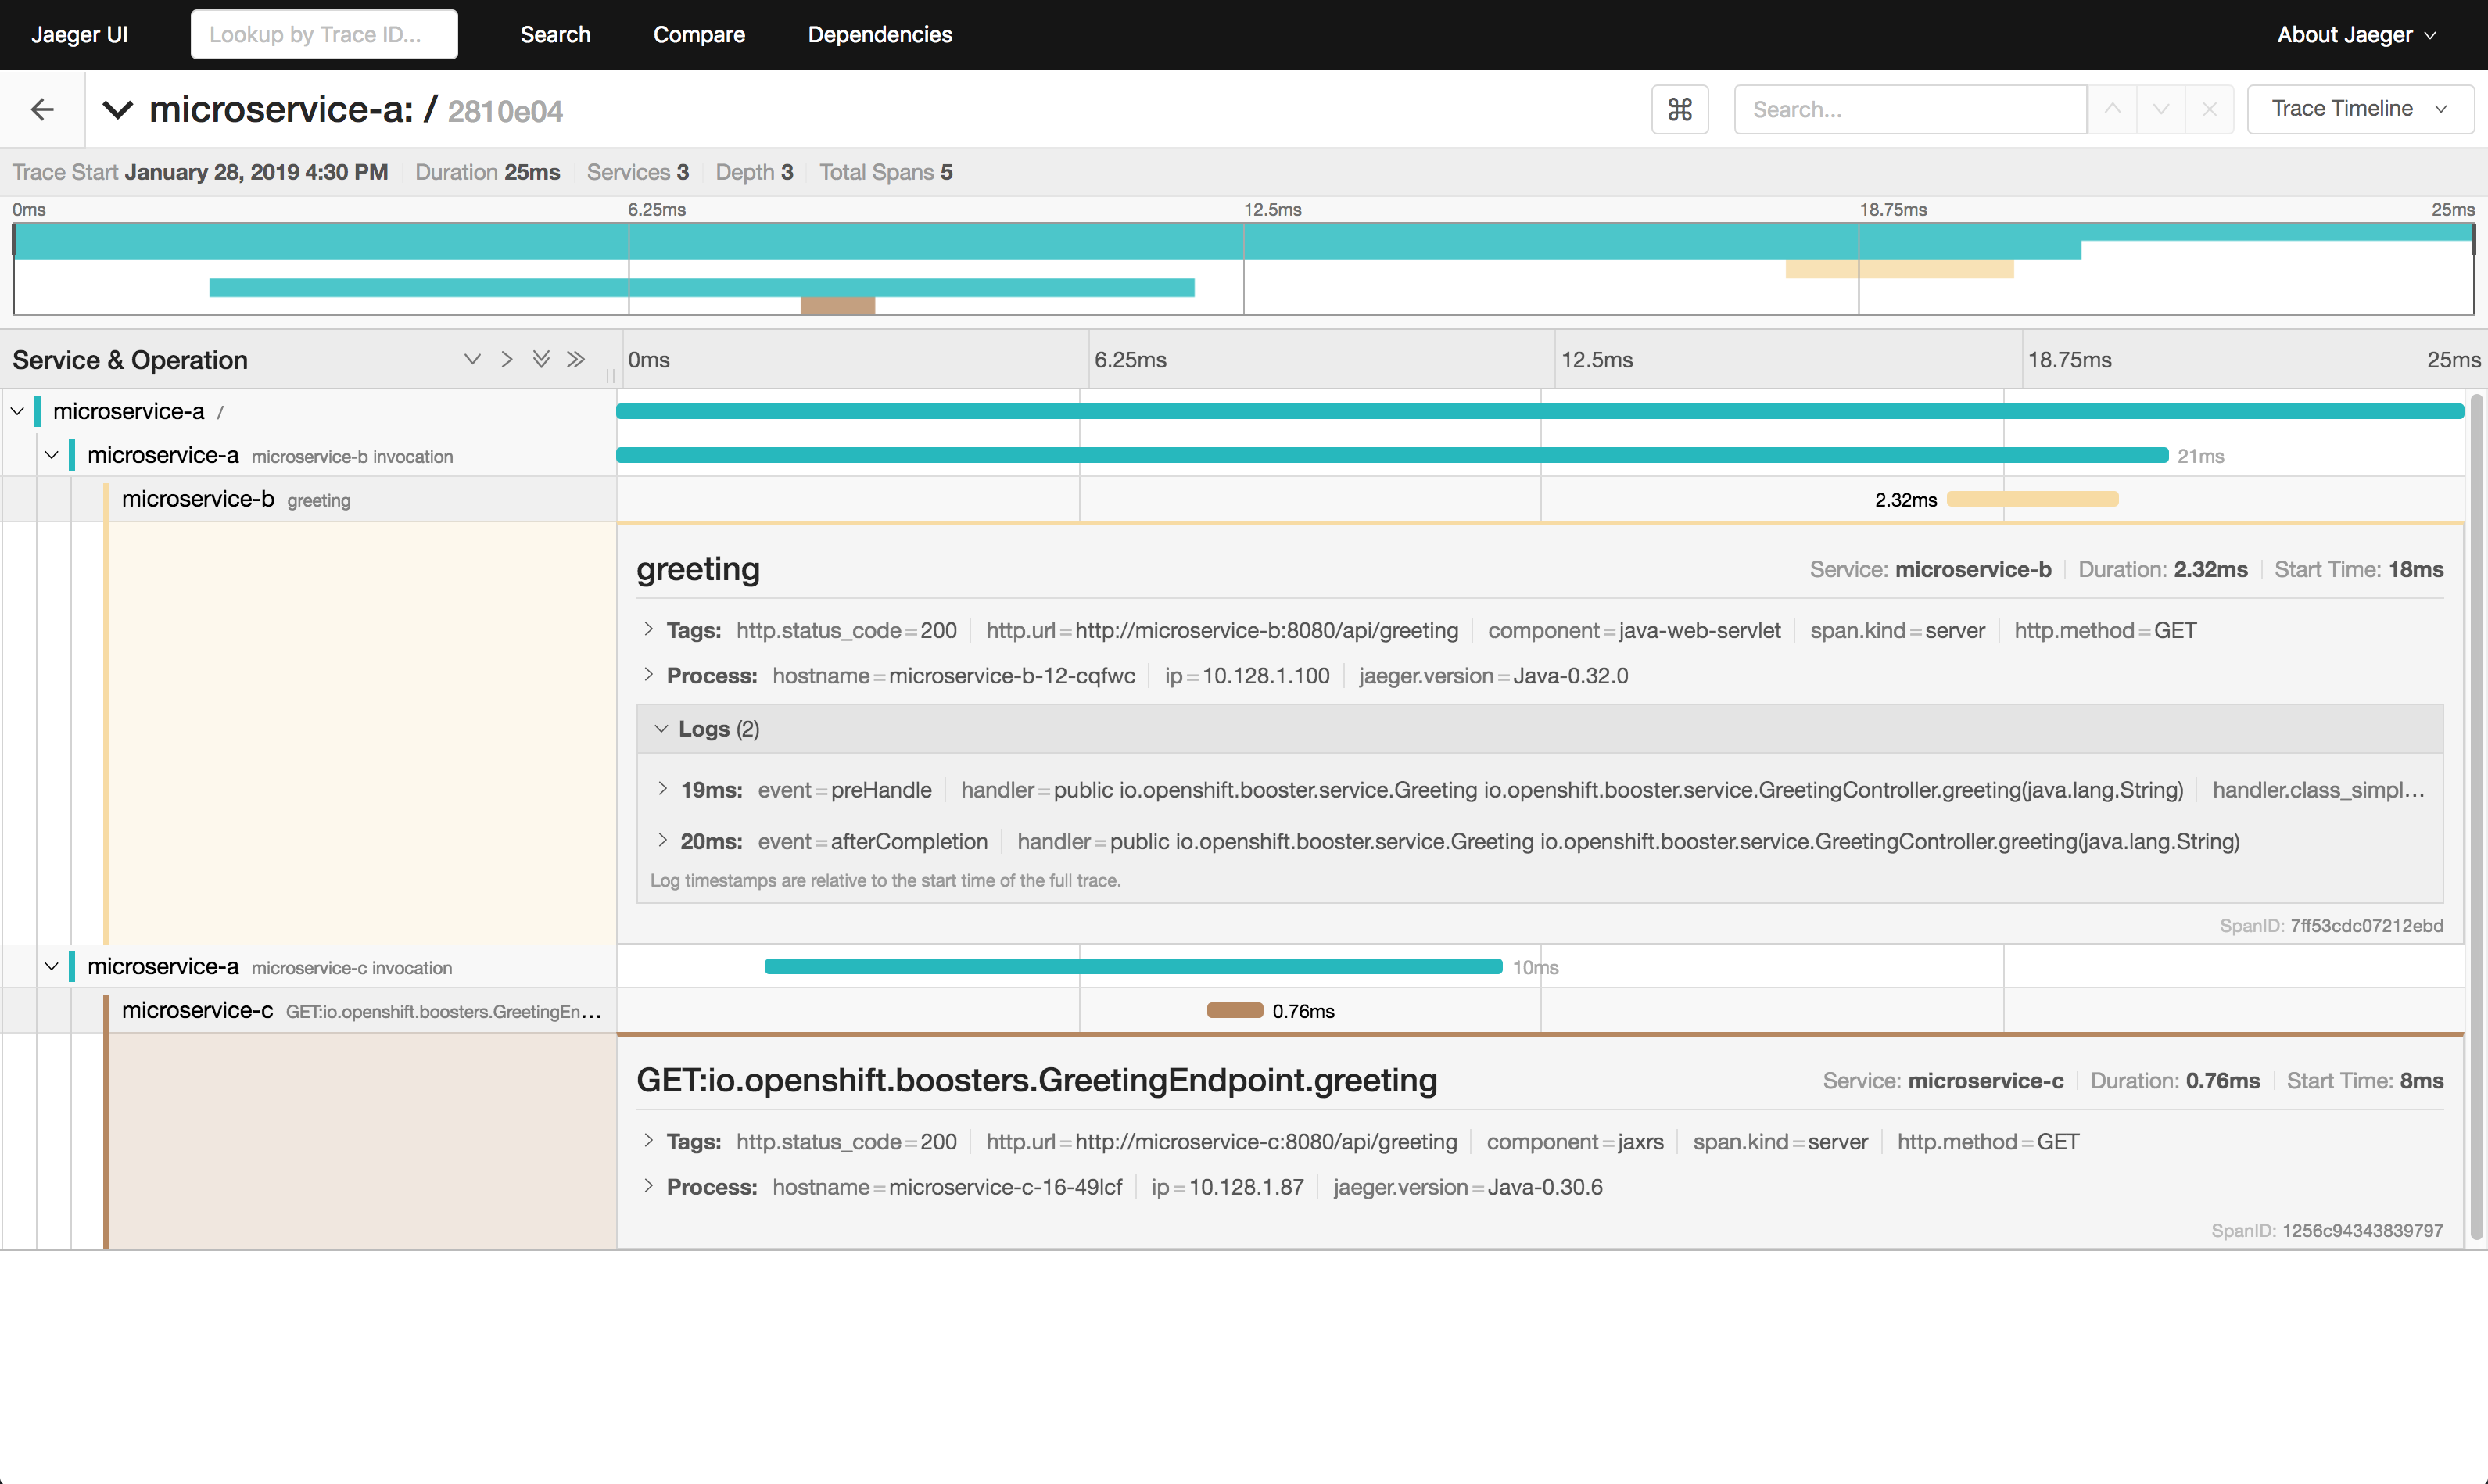 Jaeger UI Lookup by Trace ID... Search Compare Dependencies About Jaeger
microservice-a: / 2810e04 ⌘ Search... Trace Timeline
Trace Start January 28, 2019 4:30 PM Duration 25ms Services 3 Depth 3 Total Spans 5
0ms 6.25ms 12.5ms 18.75ms 25ms
Service & Operation 0ms 6.25ms 12.5ms 18.75ms 25ms
microservice-a /
microservice-a microservice-b invocation 21ms
microservice-b greeting 2.32ms
greeting Service: microservice-b Duration: 2.32ms Start Time: 18ms
Tags: http.status_code=200 http.url=http://microservice-b:8080/api/greeting component=java-web-servlet span.kind=server http.method=GET
Process: hostname=microservice-b-12-cqfwc ip=10.128.1.100 jaeger.version=Java-0.32.0
Logs (2)
19ms: event=preHandle handler=public io.openshift.booster.service.Greeting io.openshift.booster.service.GreetingController.greeting(java.lang.String) handler.class_simpl...
20ms: event=afterCompletion handler=public io.openshift.booster.service.Greeting io.openshift.booster.service.GreetingController.greeting(java.lang.String)
Log timestamps are relative to the start time of the full trace.
SpanID: 7ff53cdc07212ebd
microservice-a microservice-c invocation 10ms
microservice-c GET:io.openshift.boosters.GreetingEn... 0.76ms
GET:io.openshift.boosters.GreetingEndpoint.greeting Service: microservice-c Duration: 0.76ms Start Time: 8ms
Tags: http.status_code=200 http.url=http://microservice-c:8080/api/greeting component=jaxrs span.kind=server http.method=GET
Process: hostname=microservice-c-16-49lcf ip=10.128.1.87 jaeger.version=Java-0.30.6
SpanID: 1256c94343839797